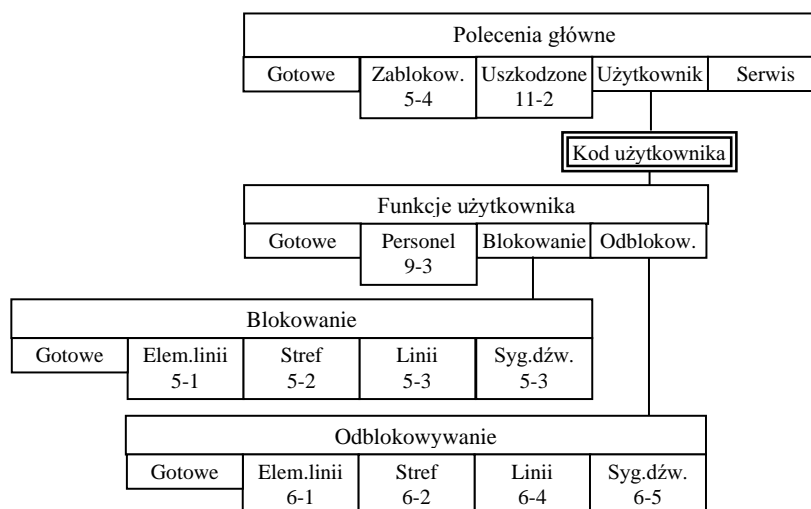 Polecenia główne
Gotowe Zablokow. Uszkodzone Użytkownik Serwis
5-4 11-2
Kod użytkownika
Funkcje użytkownika
Gotowe Personel Blokowanie Odblokow.
9-3
Blokowanie
Gotowe Elem.linii Stref Linii Syg.dźw.
5-1 5-2 5-3 5-3
Odblokowywanie
Gotowe Elem.linii Stref Linii Syg.dźw.
6-1 6-2 6-4 6-5